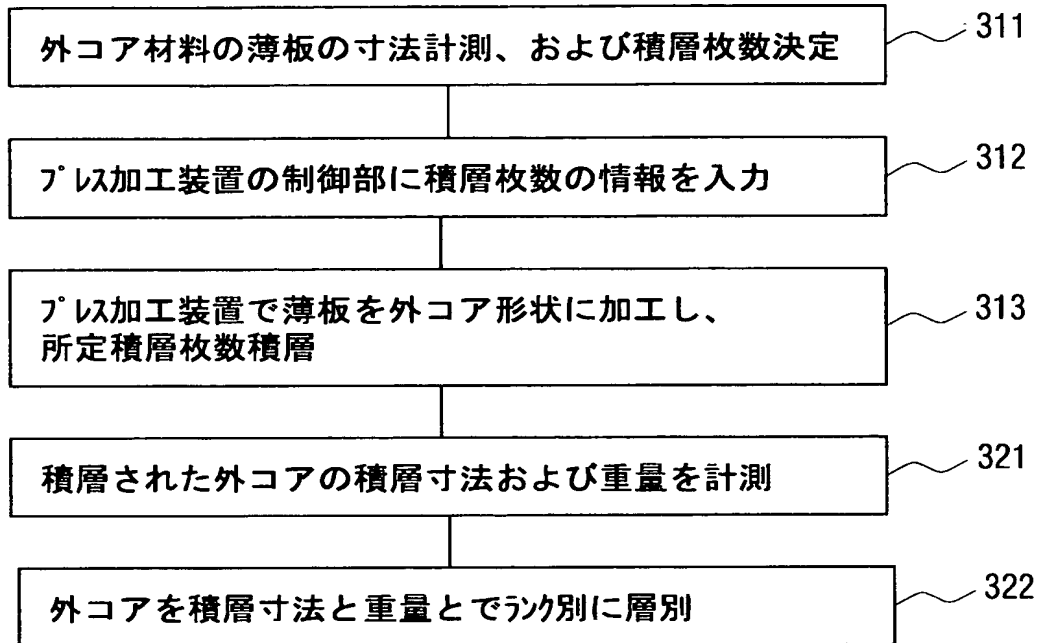 外コア材料の薄板の寸法計測、および積層枚数決定
311
ﾌﾟﾚｽ加工装置の制御部に積層枚数の情報を入力
312
ﾌﾟﾚｽ加工装置で薄板を外コア形状に加工し、
所定積層枚数積層
313
積層された外コアの積層寸法および重量を計測
321
外コアを積層寸法と重量とでﾗﾝｸ別に層別
322